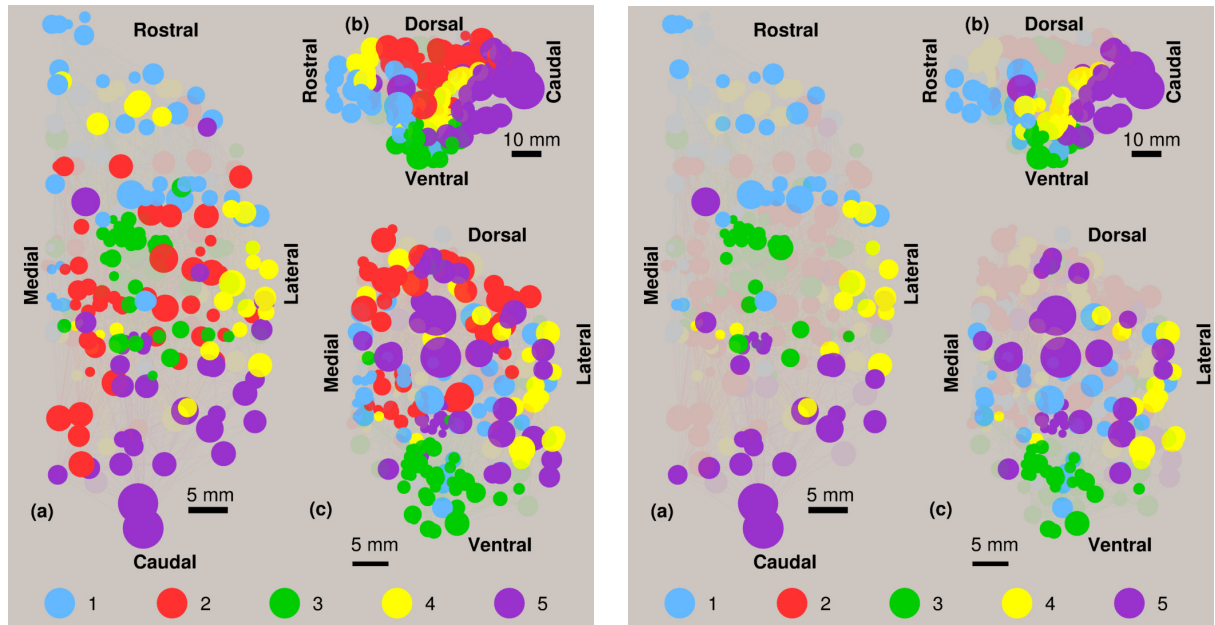 Rostral
(b)
Dorsal
Rostral
Caudal
10 mm
Ventral
Medial
Lateral
Dorsal
Medial
Lateral
5 mm
(a)
(c)
5 mm
Ventral
Caudal
1 2 3 4 5
Rostral
(b)
Dorsal
Rostral
Caudal
10 mm
Ventral
Medial
Lateral
Dorsal
Medial
Lateral
5 mm
(a)
(c)
5 mm
Ventral
Caudal
1 2 3 4 5